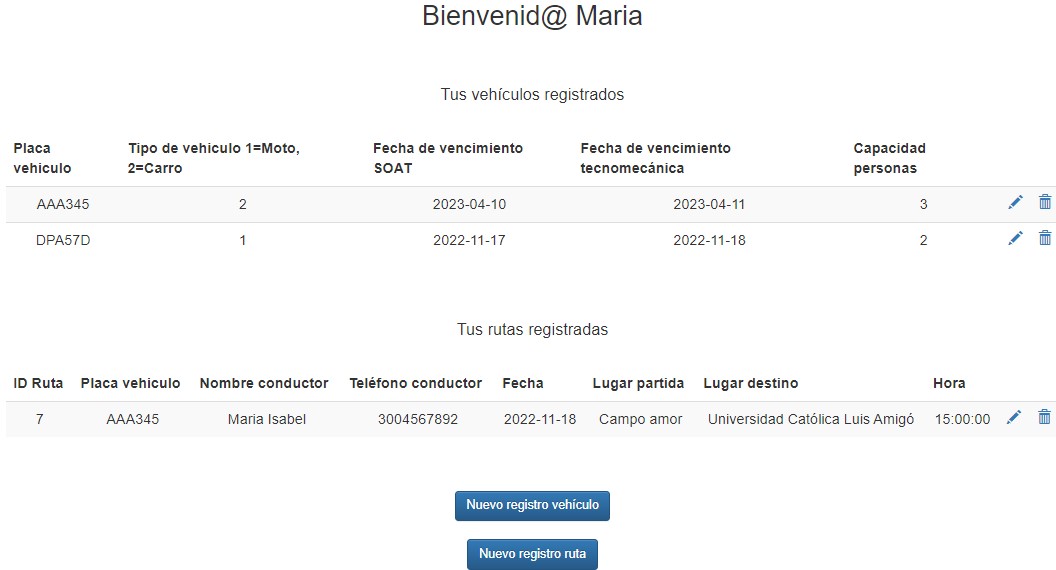 Bienvenid@ Maria
Tus vehículos registrados
Placa vehiculo Tipo de vehiculo 1=Moto, 2=Carro Fecha de vencimiento SOAT Fecha de vencimiento tecnomecánica Capacidad personas
AAA345 2 2023-04-10 2023-04-11 3
DPA57D 1 2022-11-17 2022-11-18 2
Tus rutas registradas
ID Ruta Placa vehiculo Nombre conductor Teléfono conductor Fecha Lugar partida Lugar destino Hora
7 AAA345 Maria Isabel 3004567892 2022-11-18 Campo amor Universidad Católica Luis Amigó 15:00:00
Nuevo registro vehículo
Nuevo registro ruta